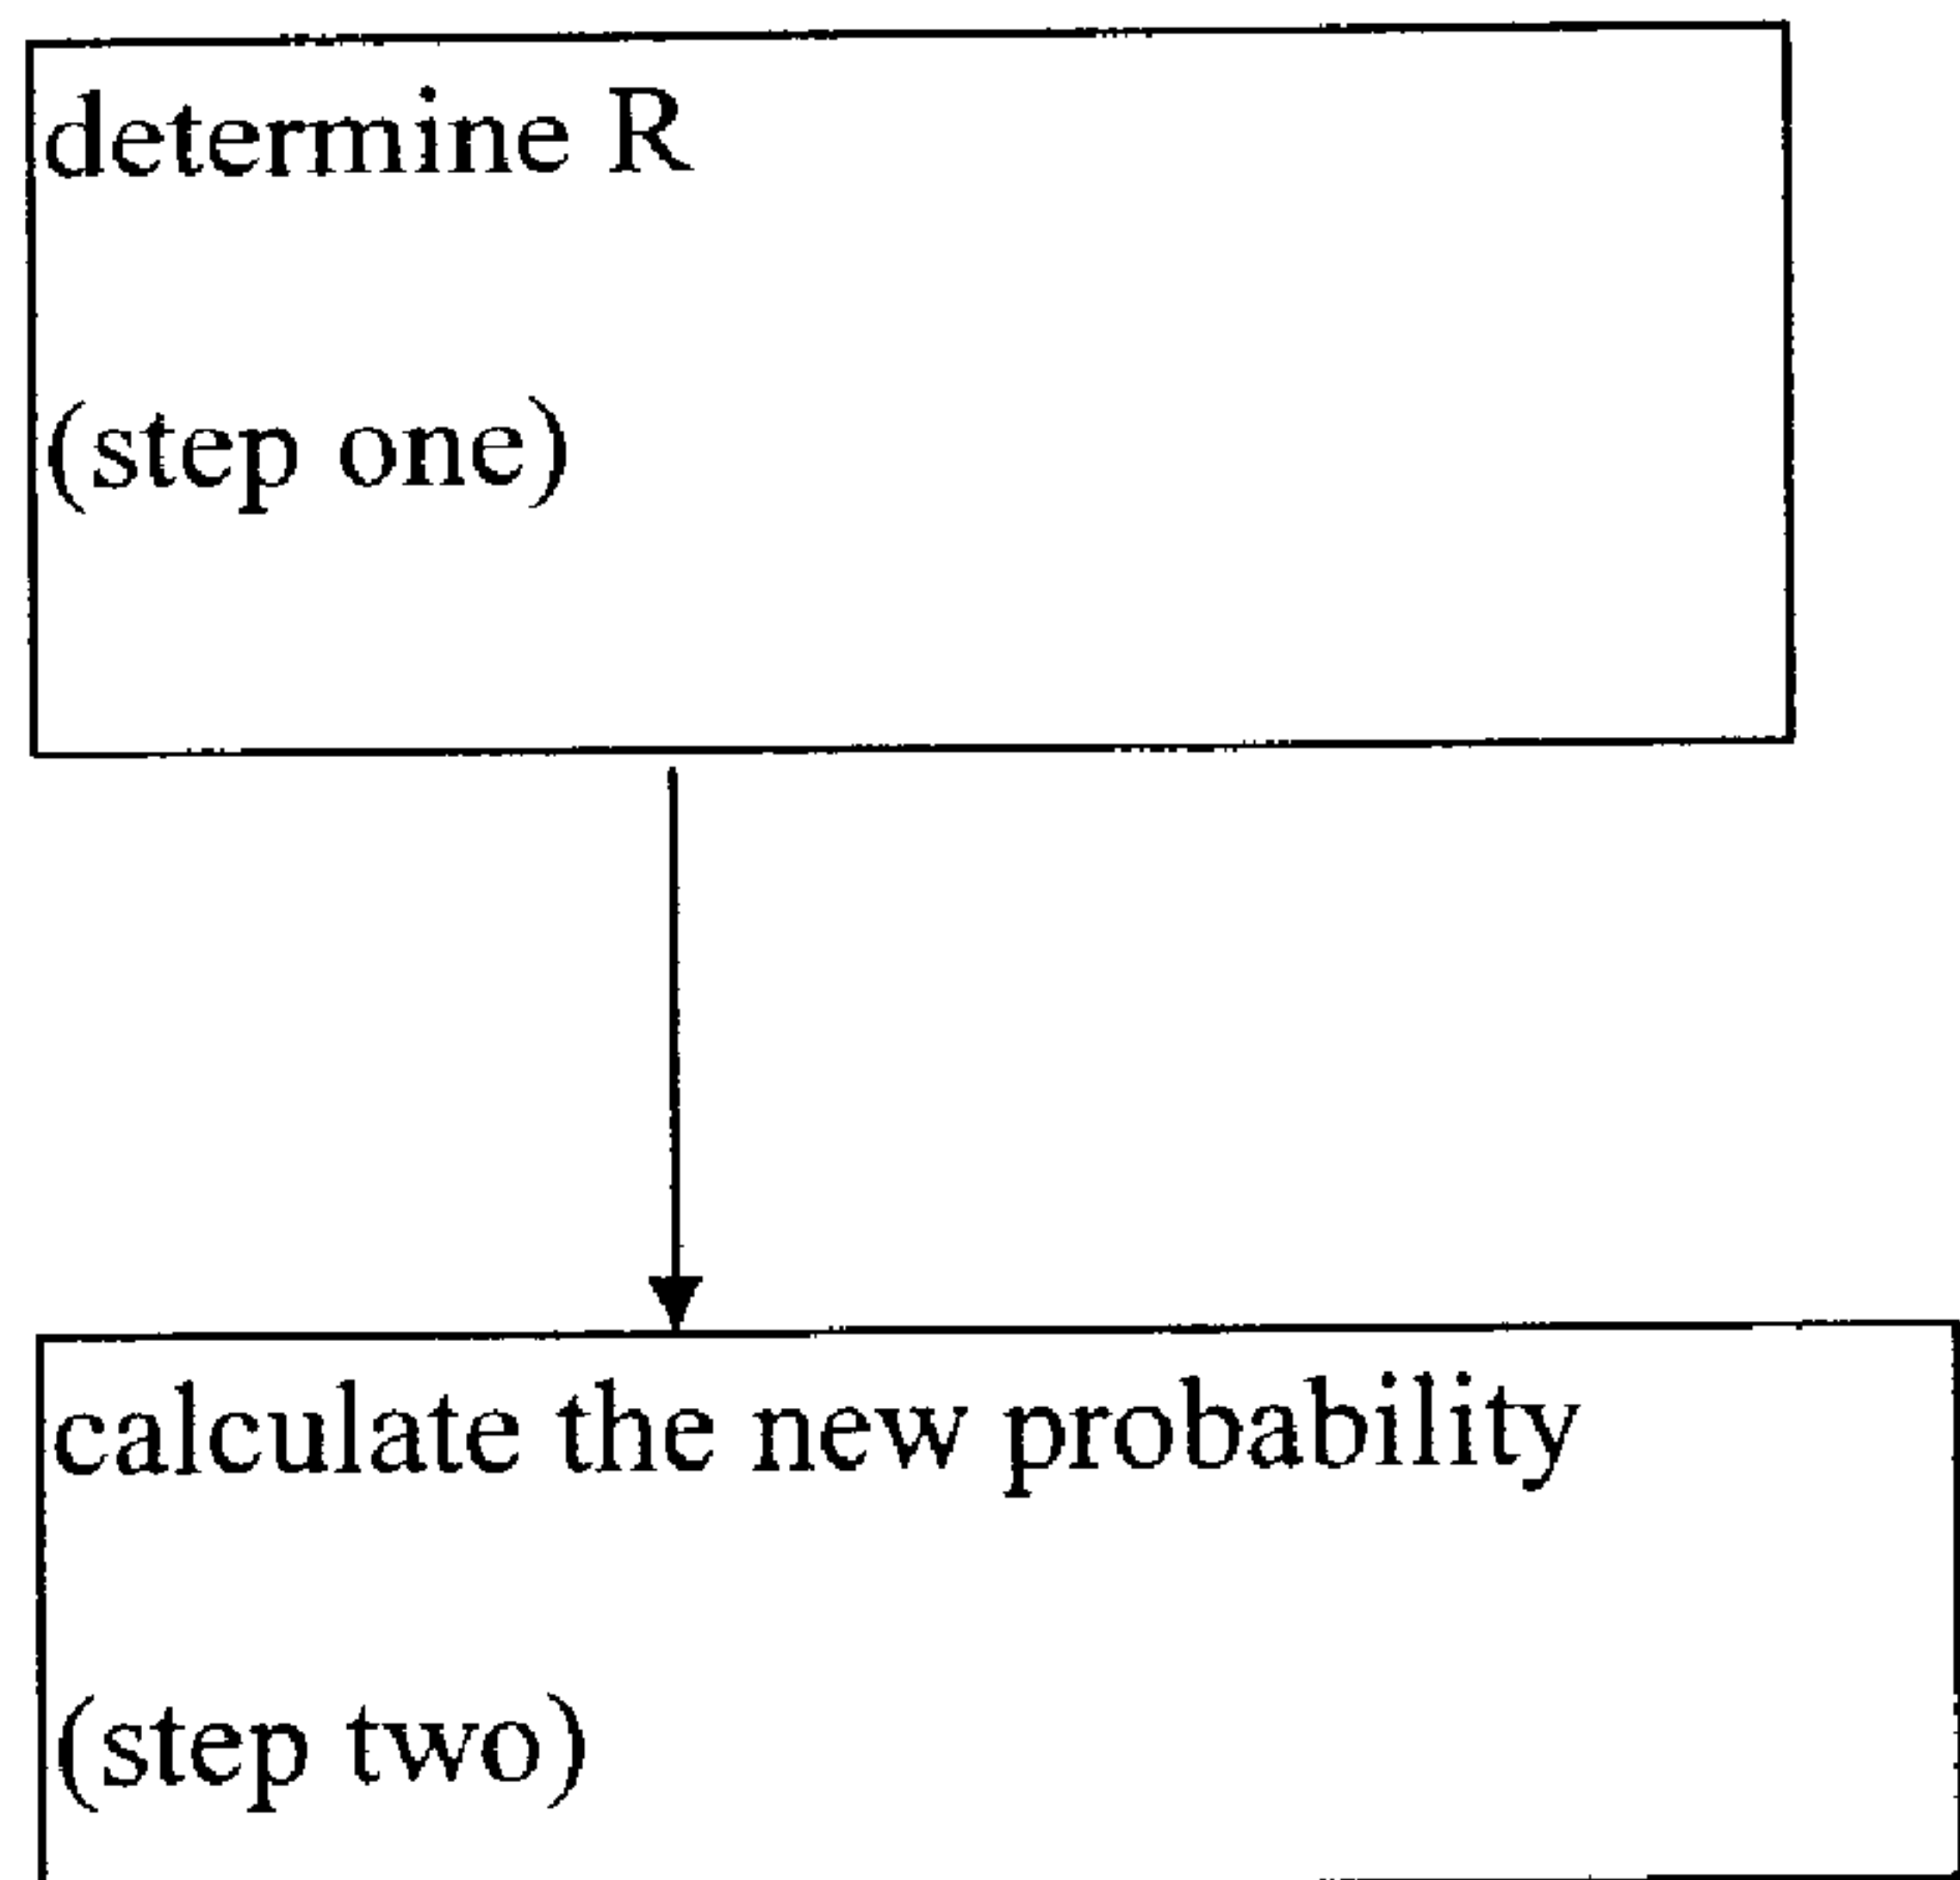 determine R
(step one)
calculate the new probability
(step two)